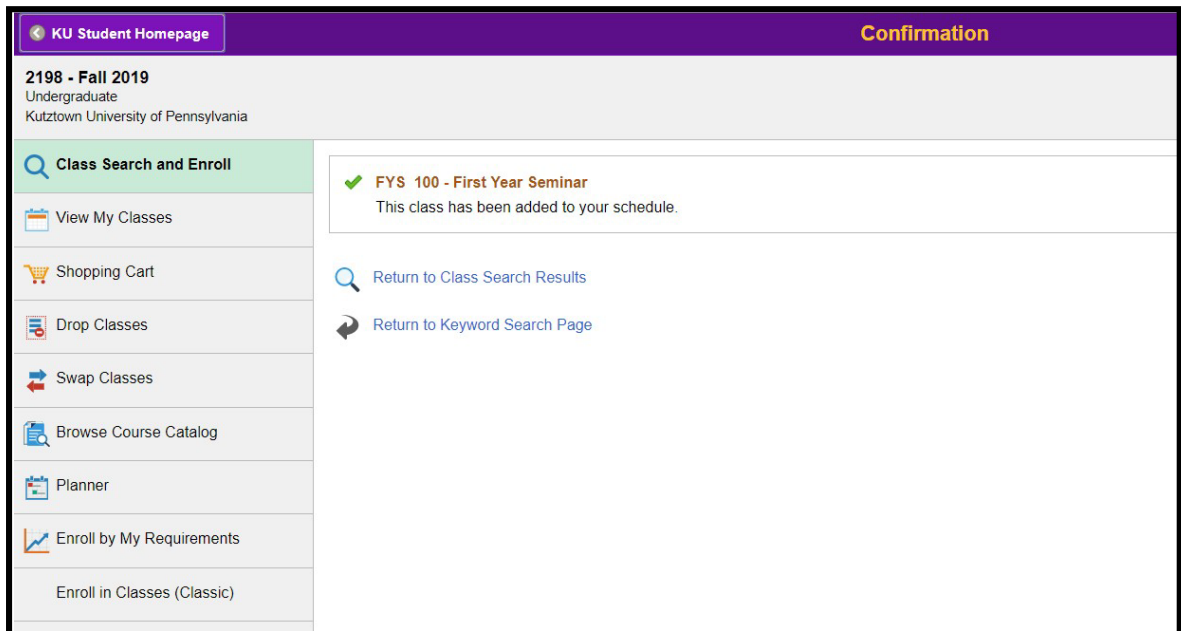 KU Student Homepage
Confirmation
2198 - Fall 2019
Undergraduate
Kutztown University of Pennsylvania
Class Search and Enroll
View My Classes
Shopping Cart
Drop Classes
Swap Classes
Browse Course Catalog
Planner
Enroll by My Requirements
Enroll in Classes (Classic)
FYS 100 - First Year Seminar
This class has been added to your schedule.
Return to Class Search Results
Return to Keyword Search Page